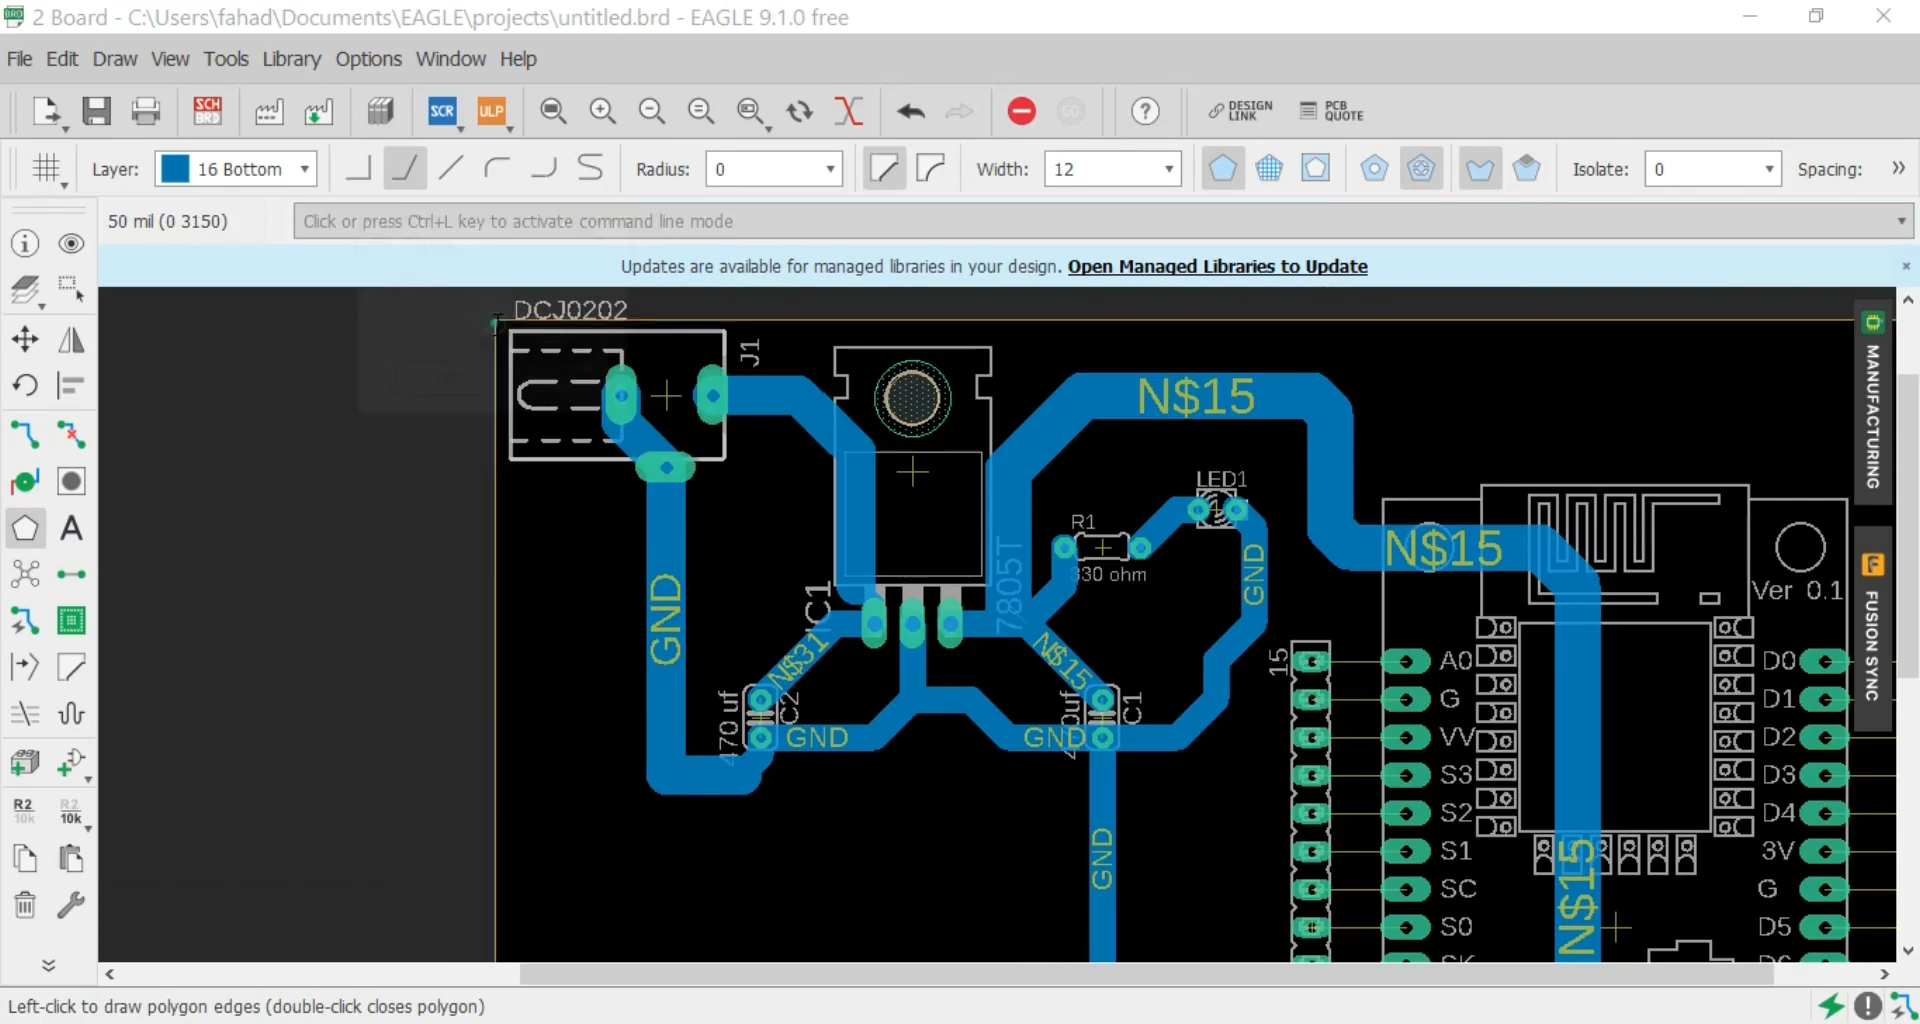 2 Board - C:\Users\fahad\Documents\EAGLE\projects\untitled.brd - EAGLE 9.1.0 free
File Edit Draw View Tools Library Options Window Help
SCH BRD SCR ULP DESIGN LINK PCB QUOTE
Layer: 16 Bottom Radius: 0 Width: 12 Isolate: 0 Spacing: »
50 mil (0 3150) Click or press Ctrl+L key to activate command line mode
Updates are available for managed libraries in your design. Open Managed Libraries to Update
DCJ0202
J1
N$15
MANUFACTURING
LED1
R1
330 ohm
GND
N$15
7805T
GND
IC1
Ver 0.1
FUSION SYNC
N$31
N$15
15
A0 D0
G D1
470 uf
C2
C1
GND
GND
VV D2
S3 D3
S2 D4
S1 3V
GND
N$15
SC G
S0 D5
R2 10k R2 10k
Left-click to draw polygon edges (double-click closes polygon)